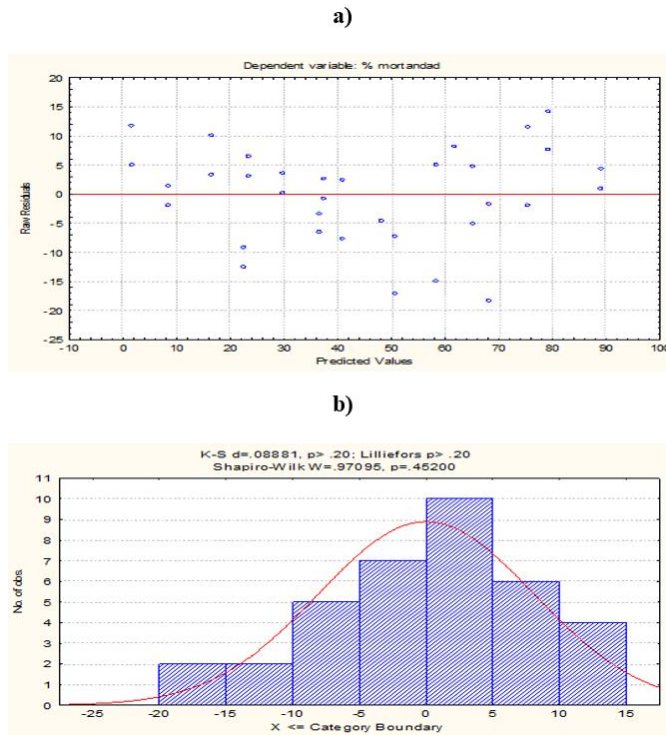 a)
Dependent variable: % mortandad
20
15
10
5
0
-5
-10
-15
-20
-25
Raw Residuals
-10 0 10 20 30 40 50 60 70 80 90 100
Predicted Values
b)
K-S d=.08881, p> .20; Lilliefors p> .20
Shapiro-Wilk W=.97095, p=.45200
11
10
9
8
7
6
5
4
3
2
1
0
No. of obs.
-25 -20 -15 -10 -5 0 5 10 15
X <= Category Boundary